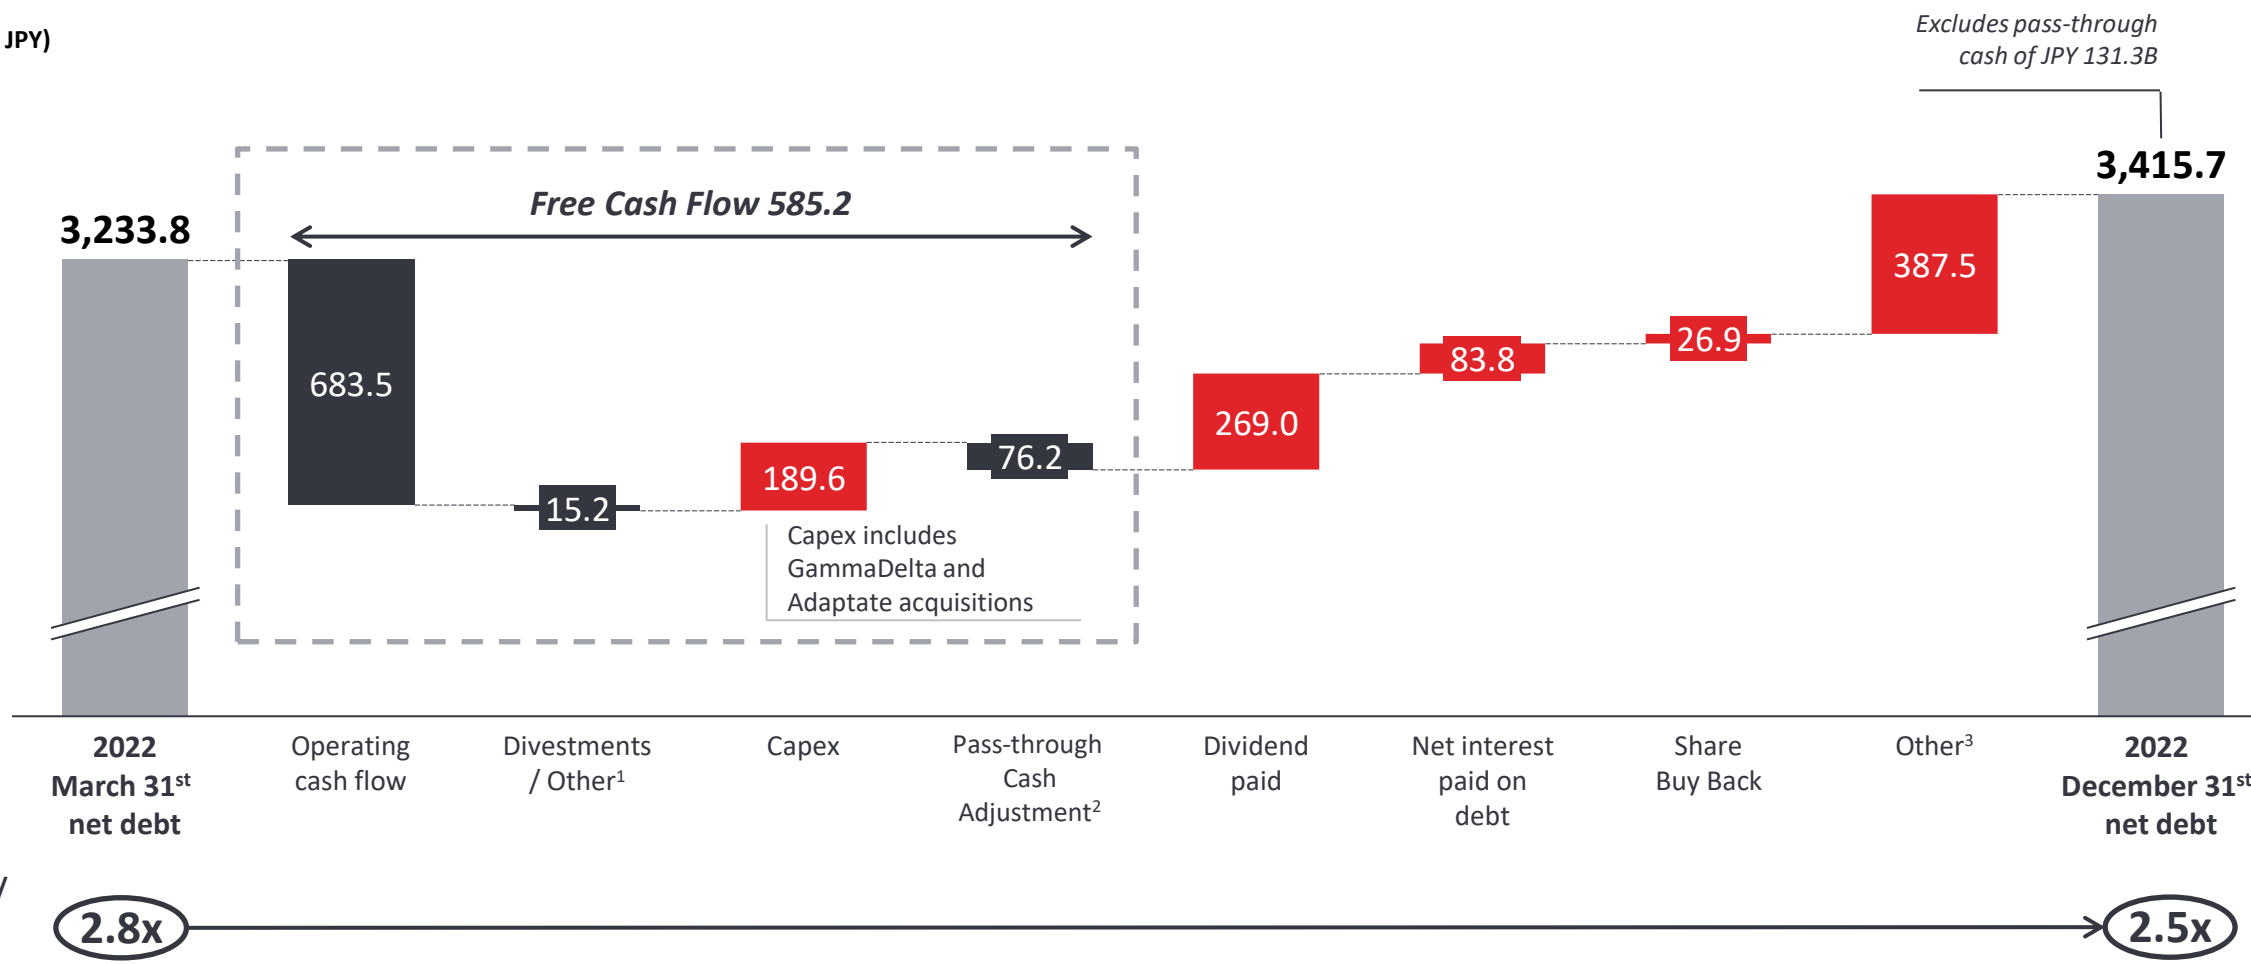 JPY)
Excludes pass-through
cash of JPY 131.3B
3,233.8
Free Cash Flow 585.2
3,415.7
683.5
15.2
189.6
76.2
269.0
83.8
26.9
387.5
Capex includes
GammaDelta and
Adaptate acquisitions
2022
March 31st
net debt
Operating
cash flow
Divestments
/ Other1
Capex
Pass-through
Cash
Adjustment2
Dividend
paid
Net interest
paid on
debt
Share
Buy Back
Other3
2022
December 31st
net debt
/
2.8x
2.5x